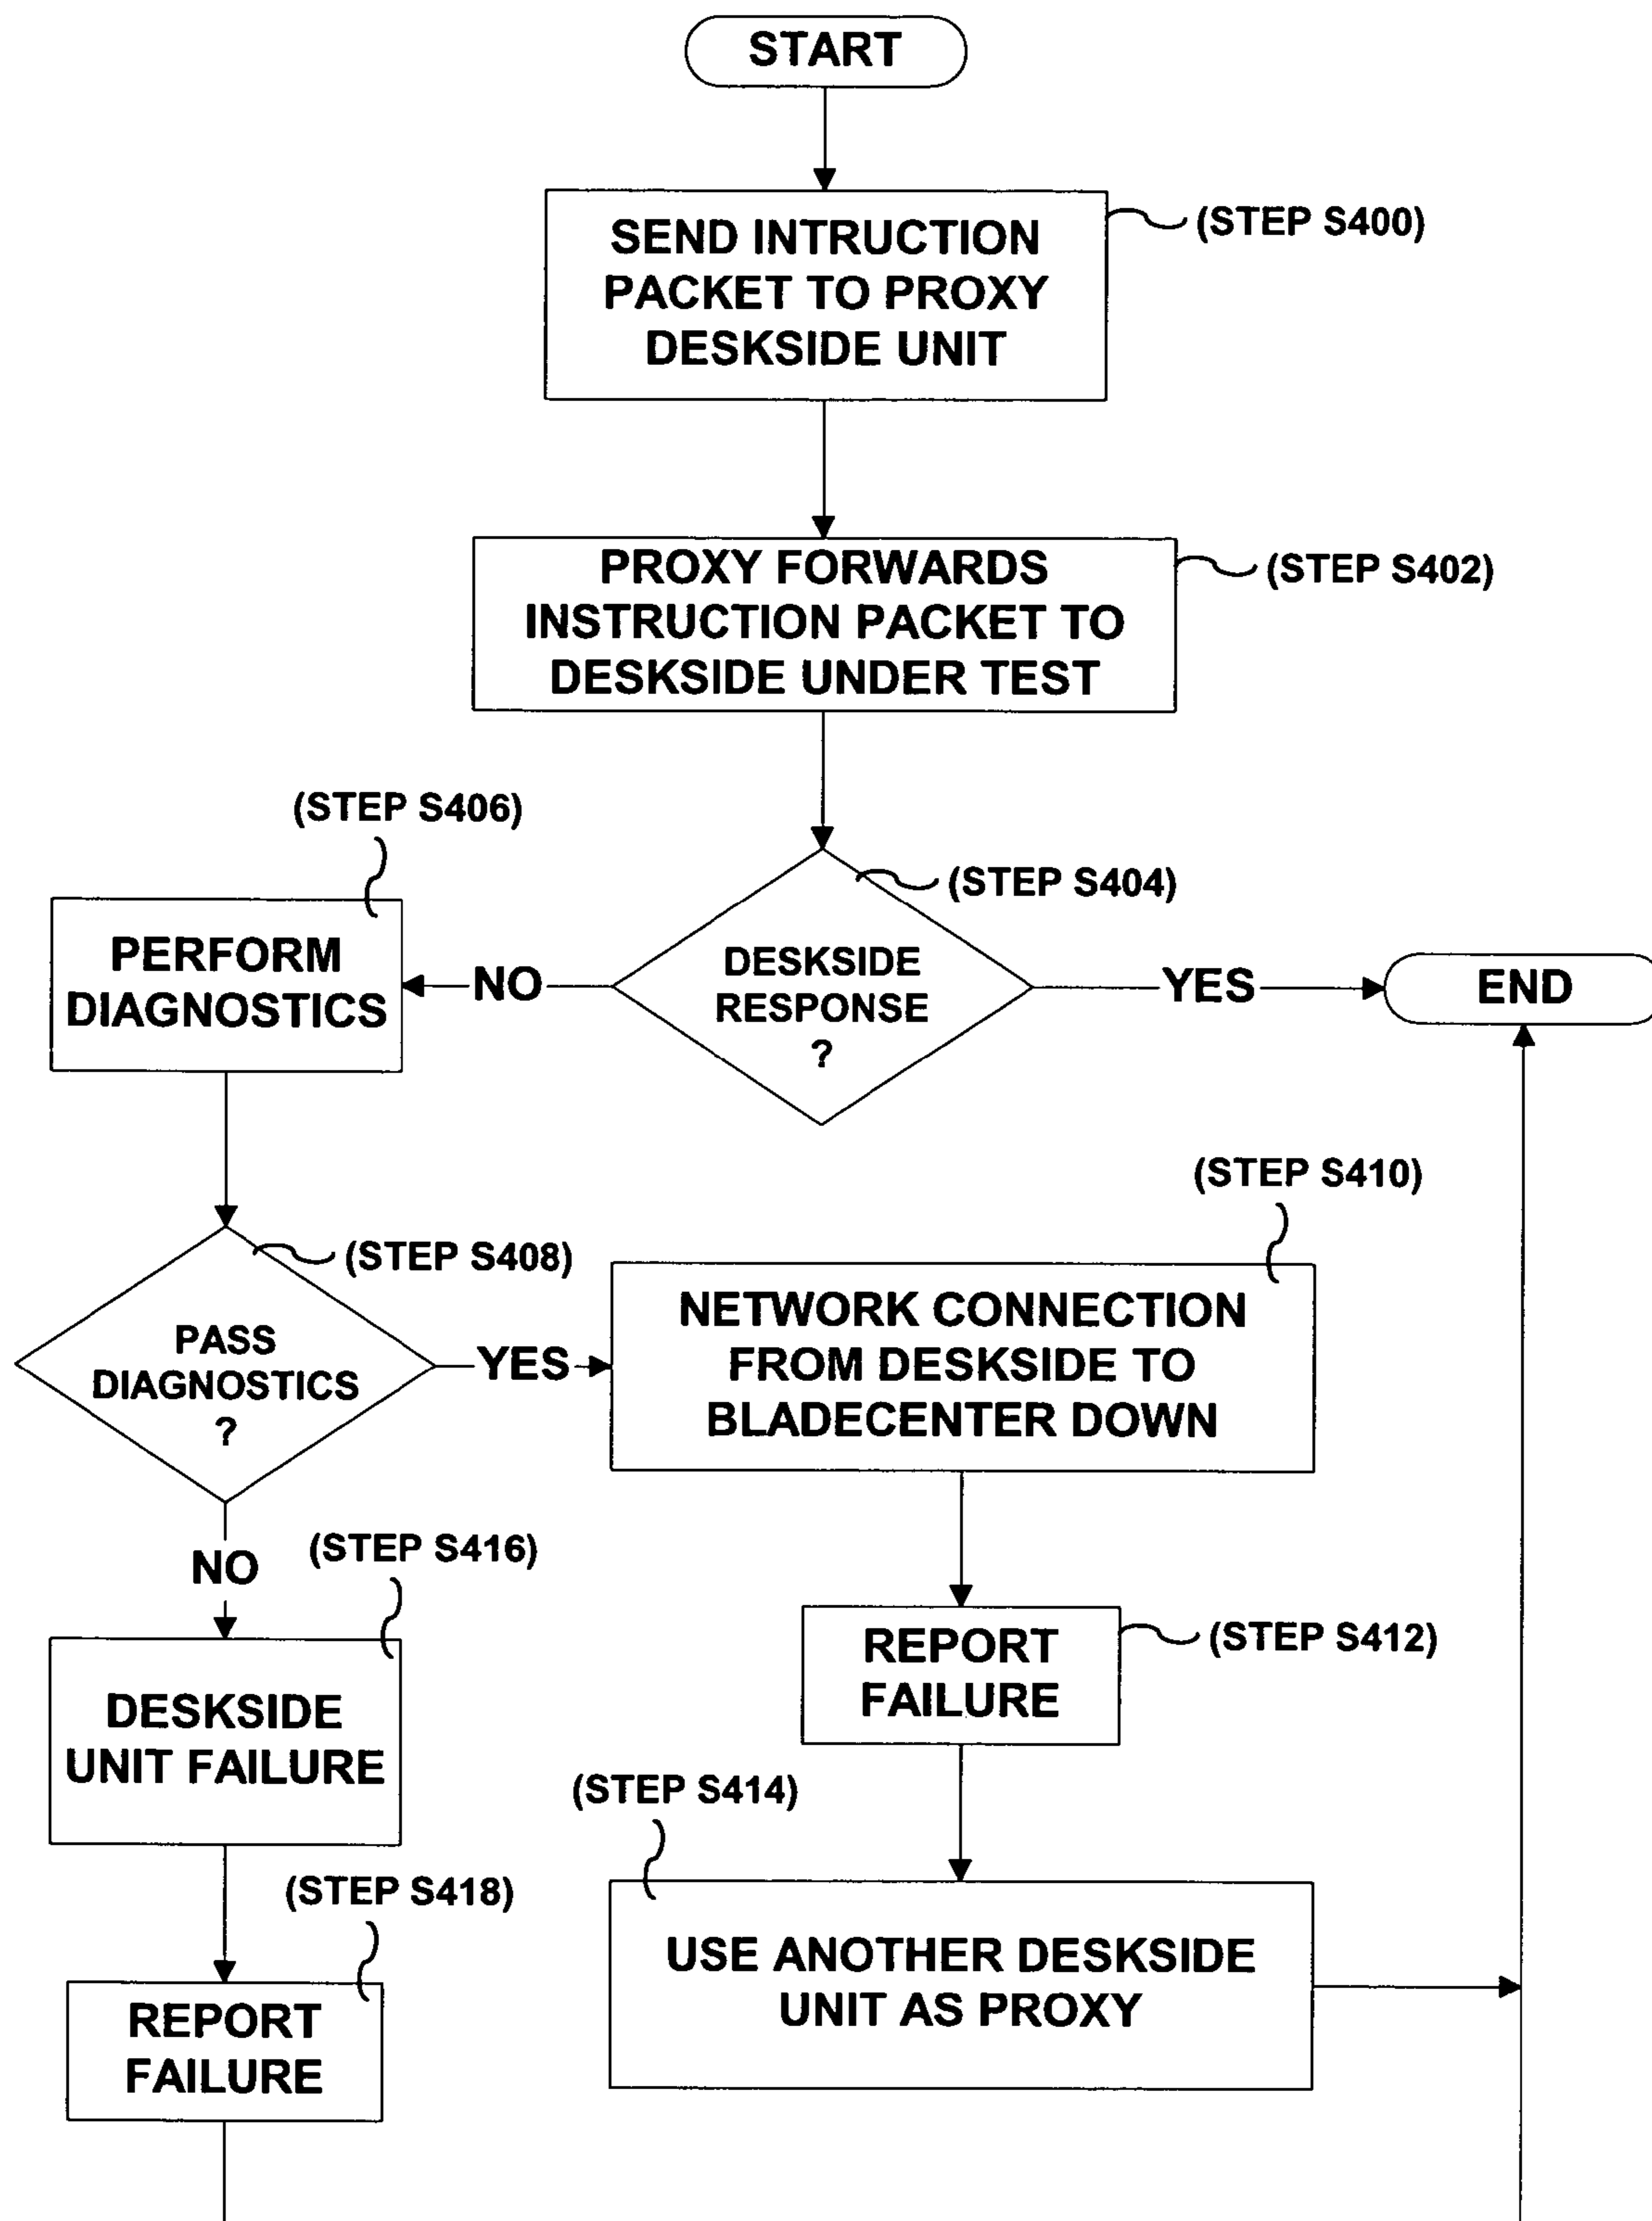 START
SEND INTRUCTION
PACKET TO PROXY
DESKSIDE UNIT
(STEP S400)
PROXY FORWARDS
INSTRUCTION PACKET TO
DESKSIDE UNDER TEST
(STEP S402)
(STEP S406)
(STEP S404)
PERFORM
DIAGNOSTICS
NO
DESKSIDE
RESPONSE
?
YES
END
(STEP S410)
(STEP S408)
PASS
DIAGNOSTICS
?
YES
NETWORK CONNECTION
FROM DESKSIDE TO
BLADECENTER DOWN
NO
(STEP S416)
REPORT
FAILURE
(STEP S412)
DESKSIDE
UNIT FAILURE
(STEP S414)
(STEP S418)
USE ANOTHER DESKSIDE
UNIT AS PROXY
REPORT
FAILURE